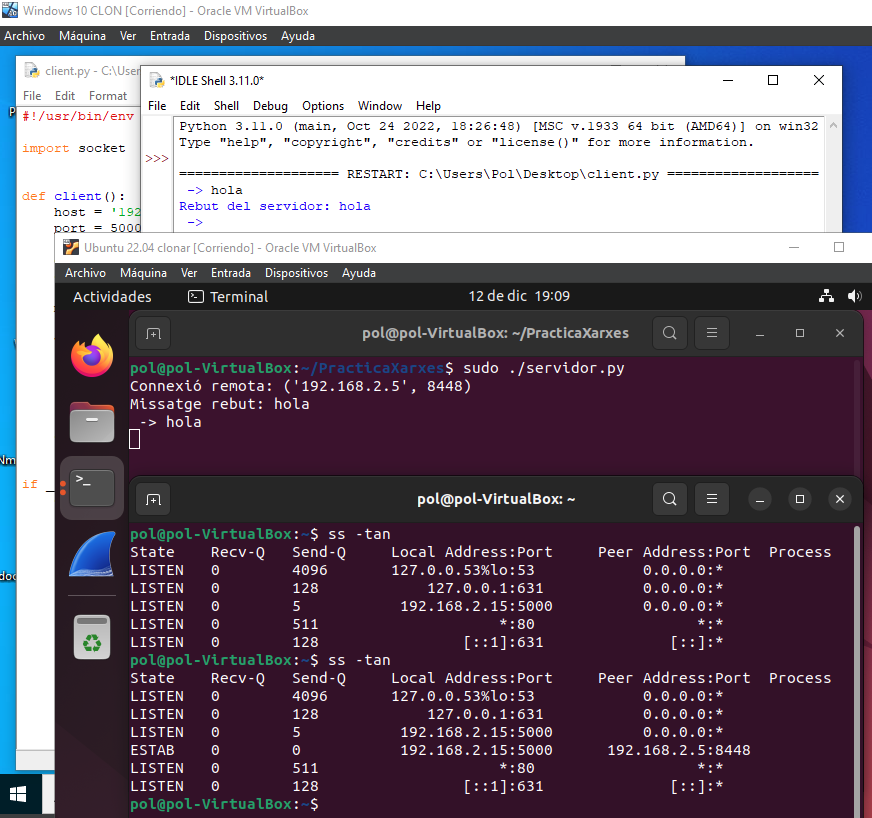 Windows 10 CLON [Corriendo] - Oracle VM VirtualBox
Archivo Máquina Ver Entrada Dispositivos Ayuda
client.py - C:\User
File Edit Format
#!/usr/bin/env
import socket
def client():
host = '192
port = 5000
if _
*IDLE Shell 3.11.0*
File Edit Shell Debug Options Window Help
Python 3.11.0 (main, Oct 24 2022, 18:26:48) [MSC v.1933 64 bit (AMD64)] on win32
Type "help", "copyright", "credits" or "license()" for more information.
>>>
==================== RESTART: C:\Users\Pol\Desktop\client.py ===================
-> hola
Rebut del servidor: hola
->
Ubuntu 22.04 clonar [Corriendo] - Oracle VM VirtualBox
Archivo Máquina Ver Entrada Dispositivos Ayuda
Actividades Terminal 12 de dic 19:09
pol@pol-VirtualBox: ~/PracticaXarxes
pol@pol-VirtualBox:~/PracticaXarxes$ sudo ./servidor.py
Connexió remota: ('192.168.2.5', 8448)
Missatge rebut: hola
-> hola
pol@pol-VirtualBox: ~
pol@pol-VirtualBox:~$ ss -tan
State Recv-Q Send-Q Local Address:Port Peer Address:Port Process
LISTEN 0 4096 127.0.0.53%lo:53 0.0.0.0:*
LISTEN 0 128 127.0.0.1:631 0.0.0.0:*
LISTEN 0 5 192.168.2.15:5000 0.0.0.0:*
LISTEN 0 511 *:80 *:*
LISTEN 0 128 [::1]:631 [::]:*
pol@pol-VirtualBox:~$ ss -tan
State Recv-Q Send-Q Local Address:Port Peer Address:Port Process
LISTEN 0 4096 127.0.0.53%lo:53 0.0.0.0:*
LISTEN 0 128 127.0.0.1:631 0.0.0.0:*
LISTEN 0 5 192.168.2.15:5000 0.0.0.0:*
ESTAB 0 0 192.168.2.15:5000 192.168.2.5:8448
LISTEN 0 511 *:80 *:*
LISTEN 0 128 [::1]:631 [::]:*
pol@pol-VirtualBox:~$